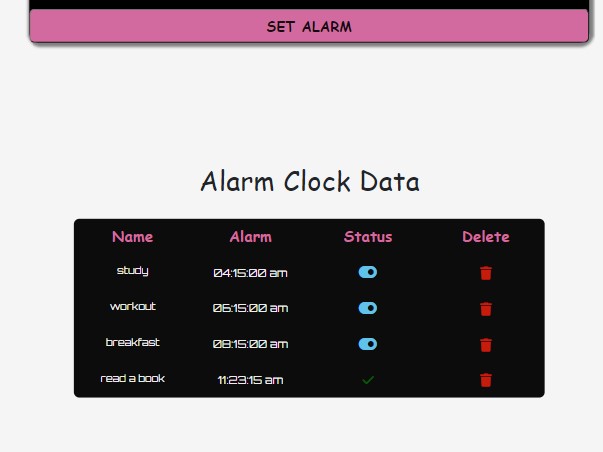 SET ALARM
Alarm Clock Data
Name Alarm Status Delete
study 04:15:00 am
workout 06:15:00 am
breakfast 08:15:00 am
read a book 11:23:15 am